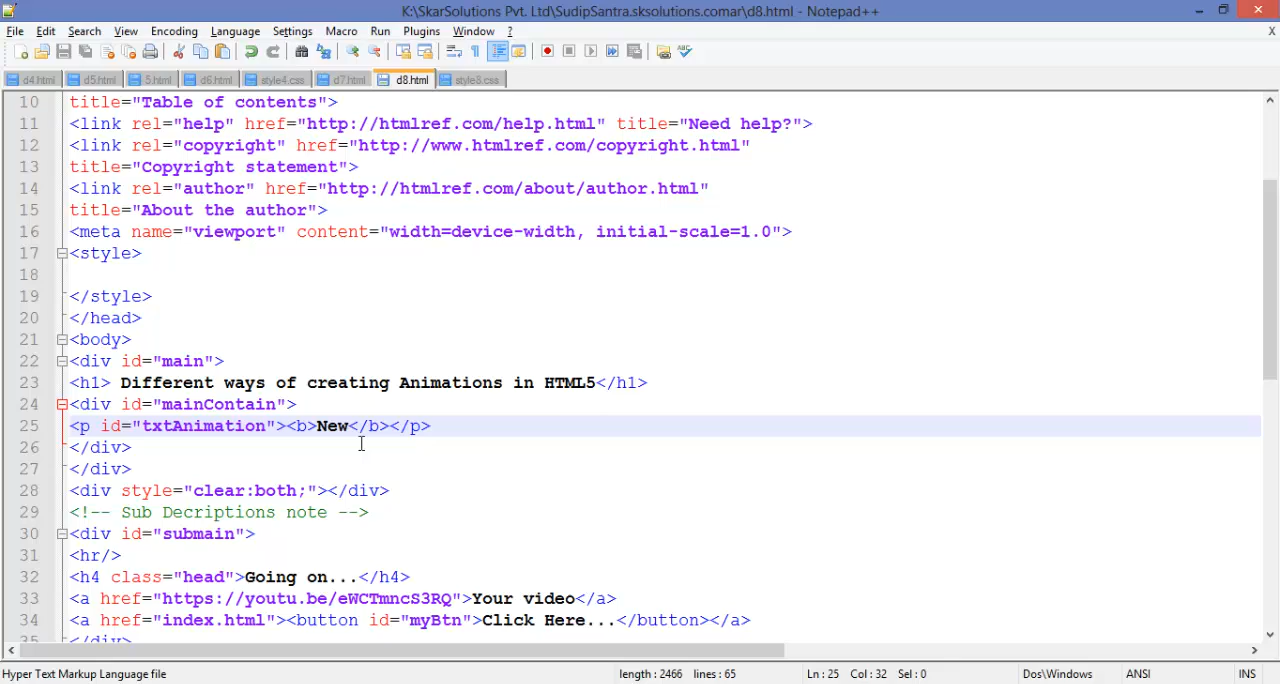 K:\SkarSolutions Pvt. Ltd\SudipSantra.sksolutions.comar\d8.html - Notepad++
File Edit Search View Encoding Language Settings Macro Run Plugins Window ? X
d4.html d5.html 5.html d6.html style4.css d7.html d8.html style3.css
10 title="Table of contents">
11 <link rel="help" href="http://htmlref.com/help.html" title="Need help?">
12 <link rel="copyright" href="http://www.htmlref.com/copyright.html"
13 title="Copyright statement">
14 <link rel="author" href="http://htmlref.com/about/author.html"
15 title="About the author">
16 <meta name="viewport" content="width=device-width, initial-scale=1.0">
17 <style>
18
19 </style>
20 </head>
21 <body>
22 <div id="main">
23 <h1> Different ways of creating Animations in HTML5</h1>
24 <div id="mainContain">
25 <p id="txtAnimation"><b>New</b></p>
26 </div>
27 </div>
28 <div style="clear:both;"></div>
29 <!-- Sub Decriptions note -->
30 <div id="submain">
31 <hr/>
32 <h4 class="head">Going on...</h4>
33 <a href="https://youtu.be/eWCTmncS3RQ">Your video</a>
34 <a href="index.html"><button id="myBtn">Click Here...</button></a>
35 </div>
Hyper Text Markup Language file length : 2466 lines : 65 Ln : 25 Col : 32 Sel : 0 Dos\Windows ANSI INS